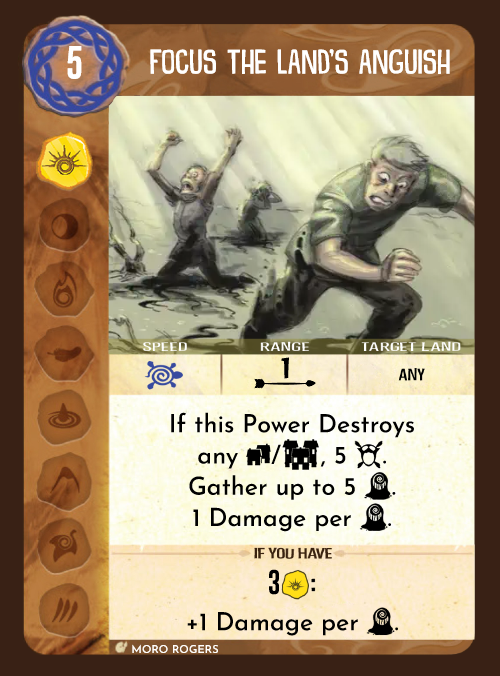 5
FOCUS THE LAND'S ANGUISH
SPEED
RANGE
TARGET LAND
1
ANY
If this Power Destroys
any /, 5 .
Gather up to 5 .
1 Damage per .
IF YOU HAVE
3:
+1 Damage per .
MORO ROGERS